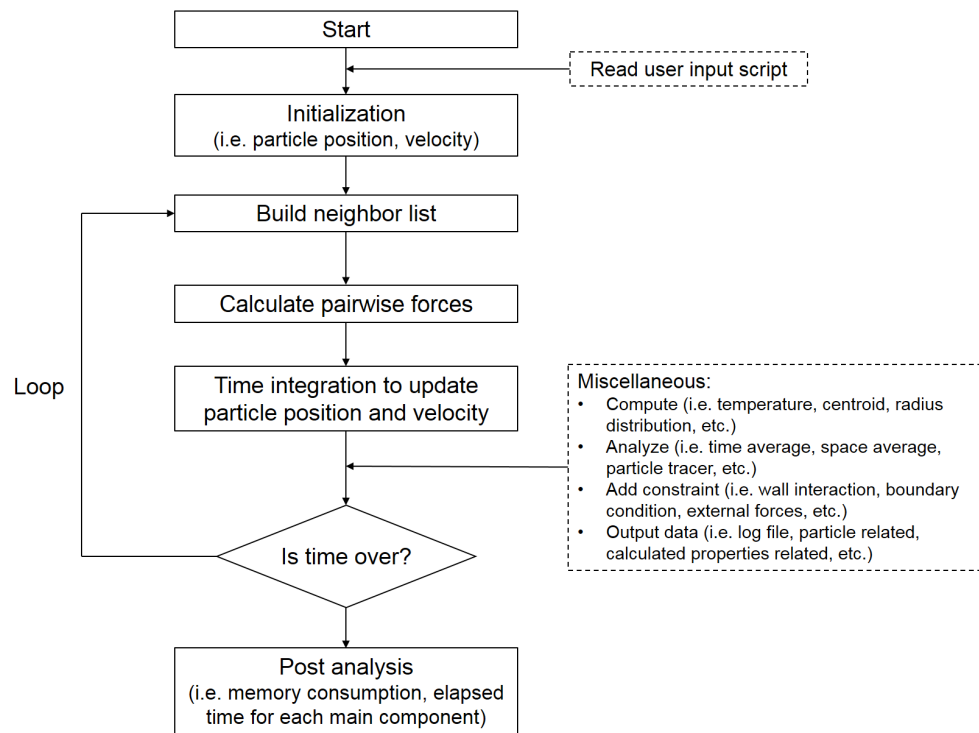 Start
Read user input script
Initialization
(i.e. particle position, velocity)
Build neighbor list
Calculate pairwise forces
Loop
Time integration to update
particle position and velocity
Miscellaneous:
• Compute (i.e. temperature, centroid, radius
distribution, etc.)
• Analyze (i.e. time average, space average,
particle tracer, etc.)
• Add constraint (i.e. wall interaction, boundary
condition, external forces, etc.)
• Output data (i.e. log file, particle related,
calculated properties related, etc.)
Is time over?
Post analysis
(i.e. memory consumption, elapsed
time for each main component)